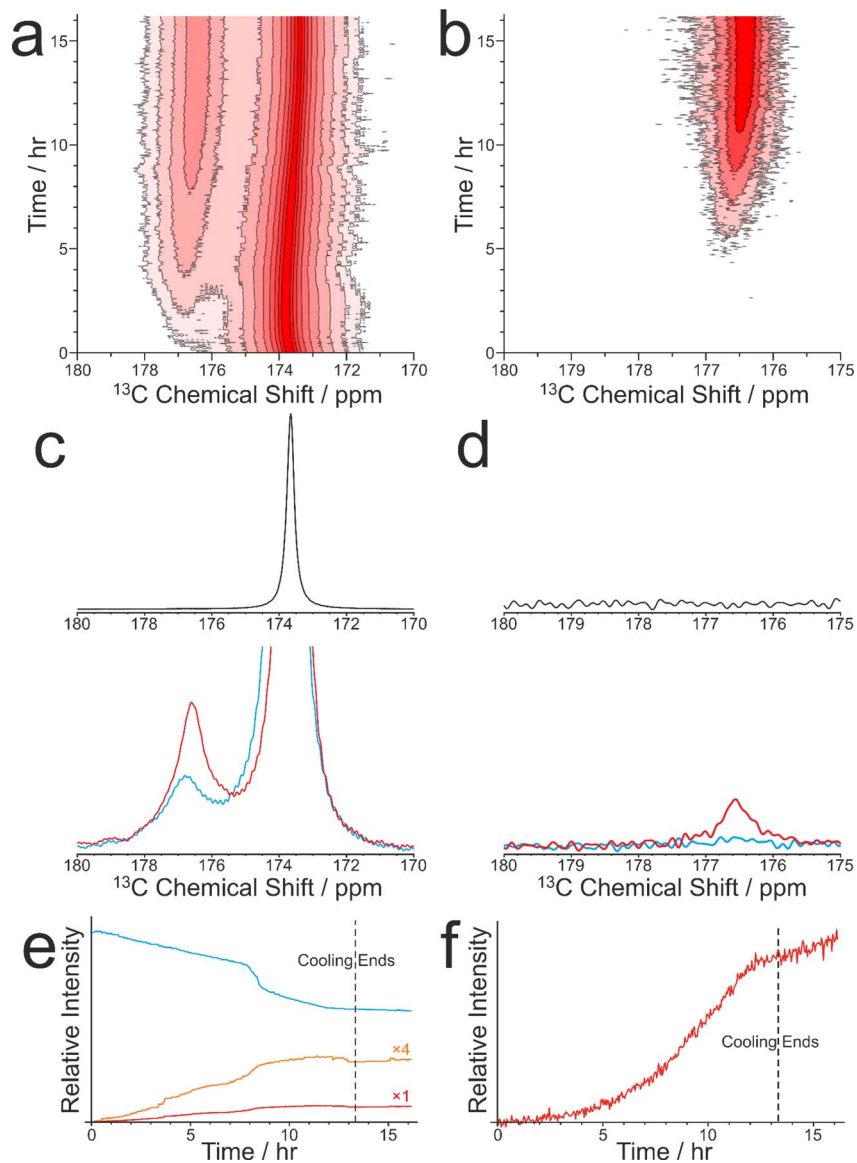 a
15
10
5
0
Time / hr
180 178 176 174 172 170
13C Chemical Shift / ppm
b
15
10
5
0
Time / hr
180 179 178 177 176 175
13C Chemical Shift / ppm
c
180 178 176 174 172 170
180 178 176 174 172 170
13C Chemical Shift / ppm
d
180 179 178 177 176 175
180 179 178 177 176 175
13C Chemical Shift / ppm
e
Relative Intensity
Cooling Ends
×4
×1
0 5 10 15
Time / hr
f
Relative Intensity
Cooling Ends
0 5 10 15
Time / hr